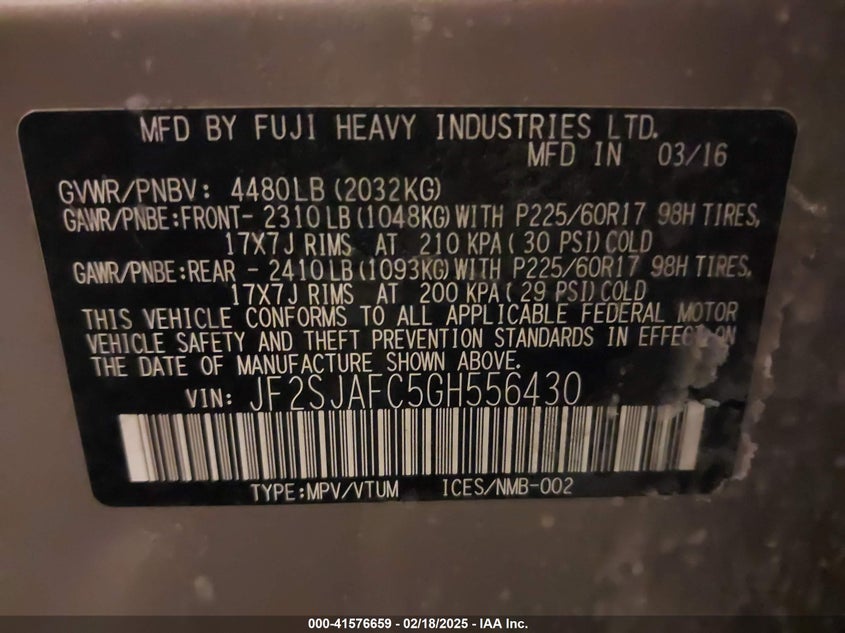 MFD BY FUJI HEAVY INDUSTRIES LTD.
MFD IN 03/16
GVWR/PNBV: 4480LB (2032KG)
GAWR/PNBE:FRONT- 2310LB(1048KG)WITH P225/60R17 98H TIRES,
17X7J RIMS AT 210 KPA( 30 PSI)COLD
GAWR/PNBE:REAR - 2410LB(1093KG)WITH P225/60R17 98H TIRES,
17X7J RIMS AT 200 KPA( 29 PSI)COLD
THIS VEHICLE CONFORMS TO ALL APPLICABLE FEDERAL MOTOR
VEHICLE SAFETY AND THEFT PREVENTION STANDARDS IN EFFECT ON
THE DATE OF MANUFACTURE SHOWN ABOVE.
VIN: JF2SJAFC5GH556430
TYPE:MPV/VTUM ICES/NMB-002
000-41576659 - 02/18/2025 - IAA Inc.